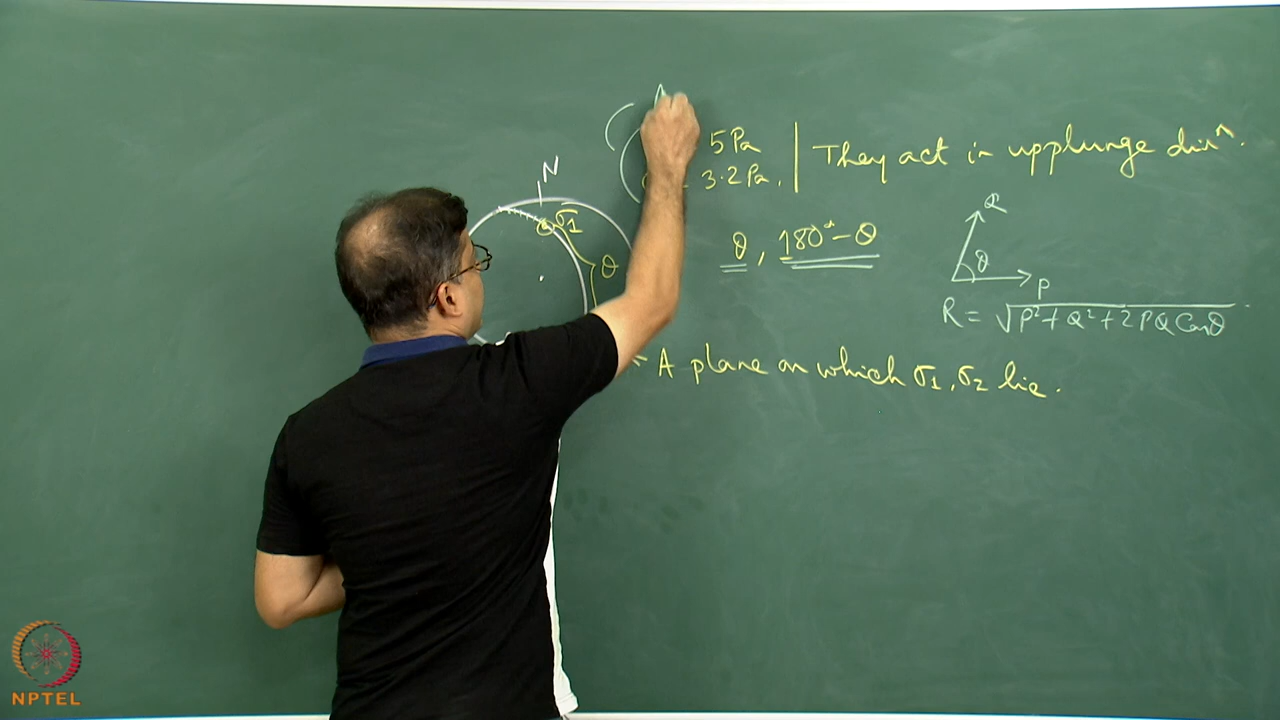 A
5 Pa
3.2 Pa,
They act in upplunge dirⁿ.
N
σ1
θ
θ, 180° - θ
Q
θ
P
R = √P² + Q² + 2PQ Cosθ
A plane on which σ1, σ2 lie.
NPTEL